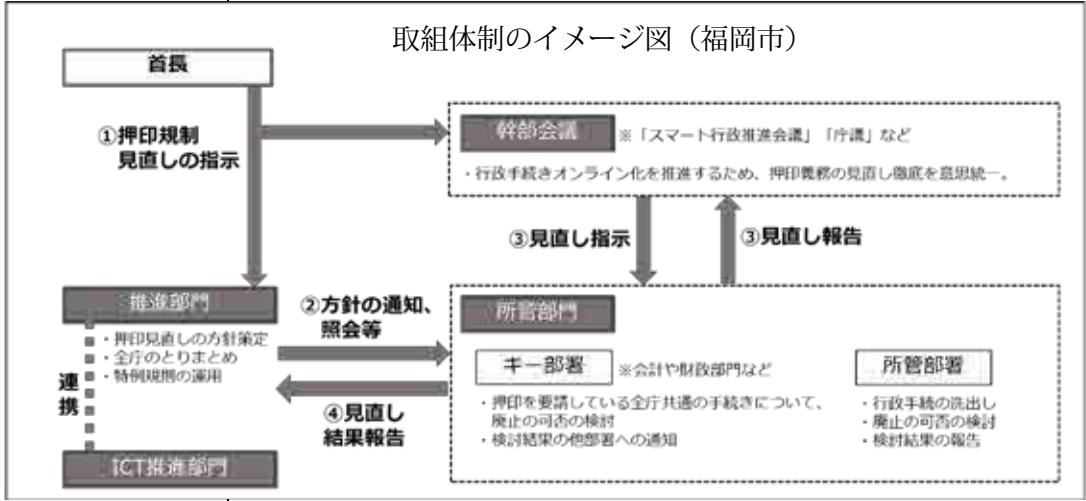 取組体制のイメージ図（福岡市）
首長
①押印規制
見直しの指示
幹部会議 ※「スマート行政推進会議」「庁議」など
・行政手続きオンライン化を推進するため、押印義務の見直し徹底を意思統一。
③見直し指示
③見直し報告
推進部門
・押印見直しの方針策定
・全庁のとりまとめ
・特例規則の運用
連携
ICT推進部門
②方針の通知、
照会等
④見直し
結果報告
所管部門
キー部署 ※会計や財政部門など
・押印を要請している全庁共通の手続きについて、
廃止の可否の検討
・検討結果の他部署への通知
所管部署
・行政手続の洗出し
・廃止の可否の検討
・検討結果の報告